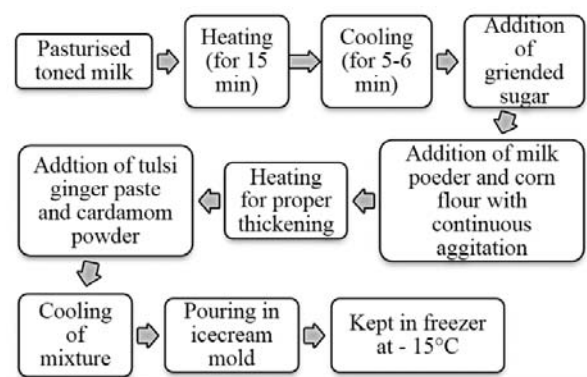 Pasturised
toned milk
Heating
(for 15
min)
Cooling
(for 5-6
min)
Addition
of
griended
sugar
Addition of milk
poeder and corn
flour with
continuous
aggitation
Heating
for proper
thickening
Addtion of tulsi
ginger paste
and cardamom
powder
Cooling
of
mixture
Pouring in
icecream
mold
Kept in freezer
at - 15°C